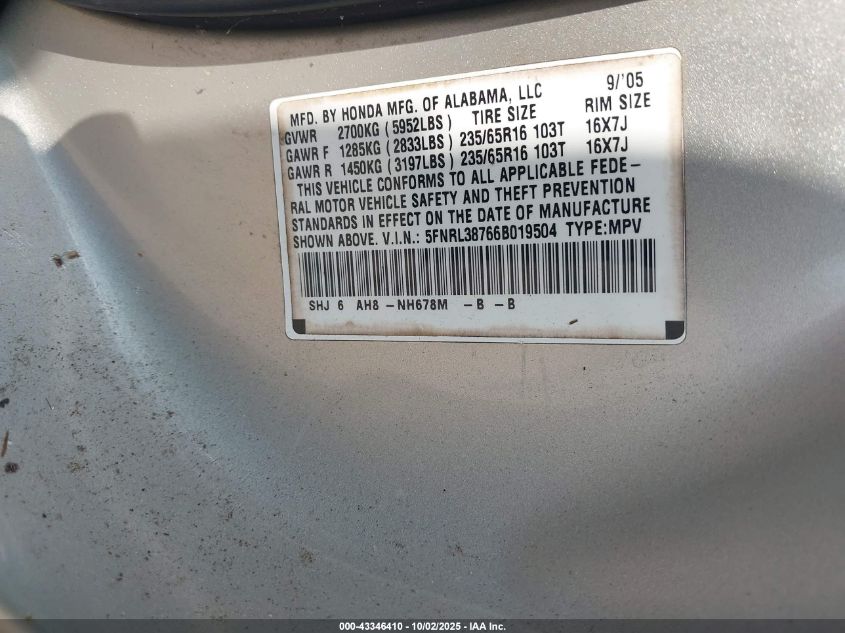 MFD. BY HONDA MFG. OF ALABAMA, LLC 9/'05
GVWR 2700KG (5952LBS) TIRE SIZE RIM SIZE
GAWR F 1285KG (2833LBS) 235/65R16 103T 16X7J
GAWR R 1450KG (3197LBS) 235/65R16 103T 16X7J
THIS VEHICLE CONFORMS TO ALL APPLICABLE FEDE-
RAL MOTOR VEHICLE SAFETY AND THEFT PREVENTION
STANDARDS IN EFFECT ON THE DATE OF MANUFACTURE
SHOWN ABOVE. V.I.N.: 5FNRL38766B019504 TYPE:MPV
SHJ 6 AH8 -NH678M -B -B
000-43346410 - 10/02/2025 - IAA Inc.